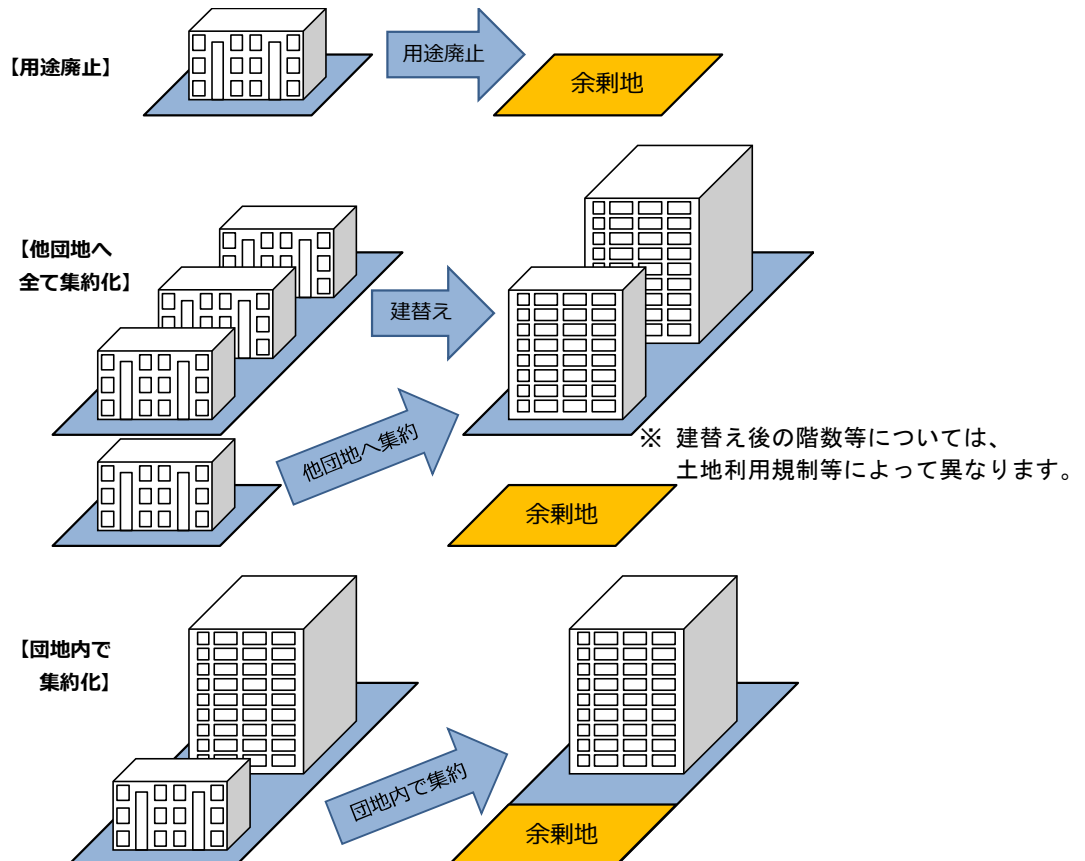 【用途廃止】
用途廃止
余剰地
【他団地へ
全て集約化】
建替え
他団地へ集約
※ 建替え後の階数等については、
土地利用規制等によって異なります。
余剰地
【団地内で
集約化】
団地内で集約
余剰地